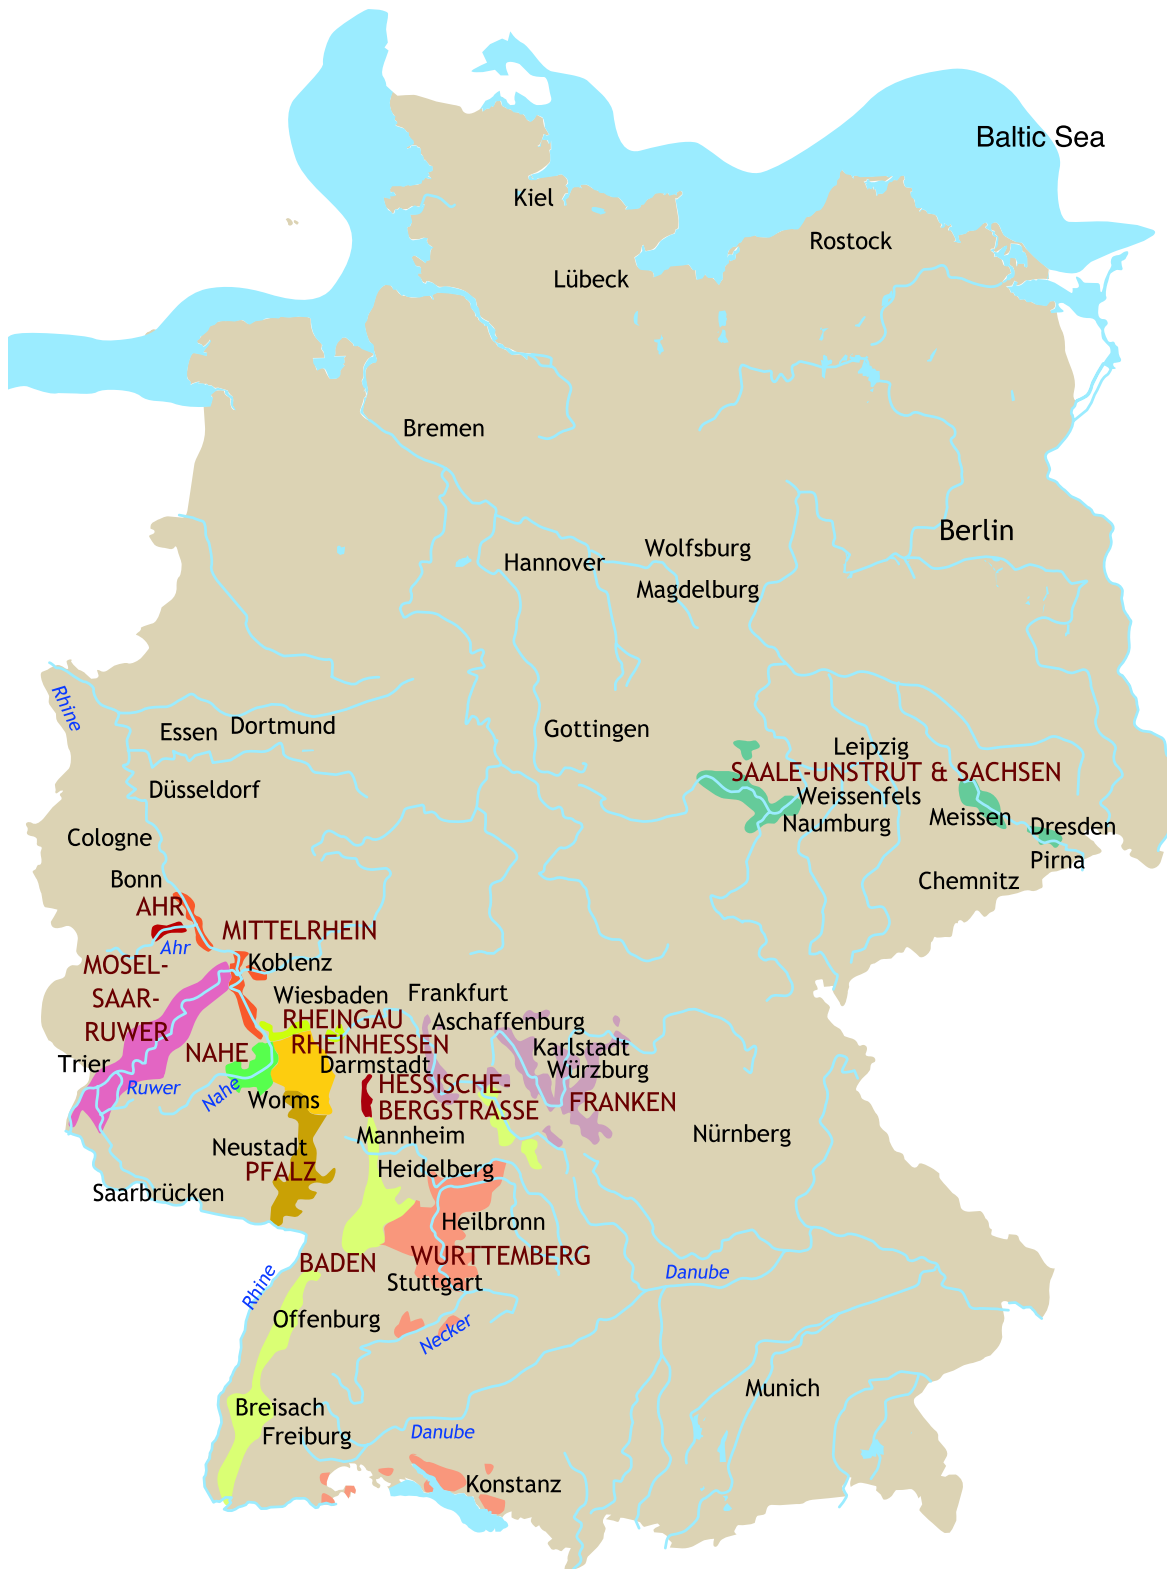 Baltic Sea
Kiel
Rostock
Lübeck
Bremen
Berlin
Wolfsburg
Hannover
Magdelburg
Rhine
Essen
Dortmund
Gottingen
Leipzig
SAALE-UNSTRUT & SACHSEN
Düsseldorf
Weissenfels
Meissen
Naumburg
Dresden
Cologne
Pirna
Bonn
Chemnitz
AHR
MITTELRHEIN
Ahr
Koblenz
MOSEL-
SAAR-
RUWER
Wiesbaden
Frankfurt
RHEINGAU
Aschaffenburg
RHEINHESSEN
Karlstadt
NAHE
Trier
Darmstadt
Würzburg
Ruwer
Nahe
HESSISCHE-
BERGSTRASSE
Worms
FRANKEN
Mannheim
Nürnberg
Neustadt
PFALZ
Heidelberg
Saarbrücken
Heilbronn
WURTTEMBERG
BADEN
Danube
Stuttgart
Rhine
Offenburg
Necker
Munich
Breisach
Freiburg
Danube
Konstanz